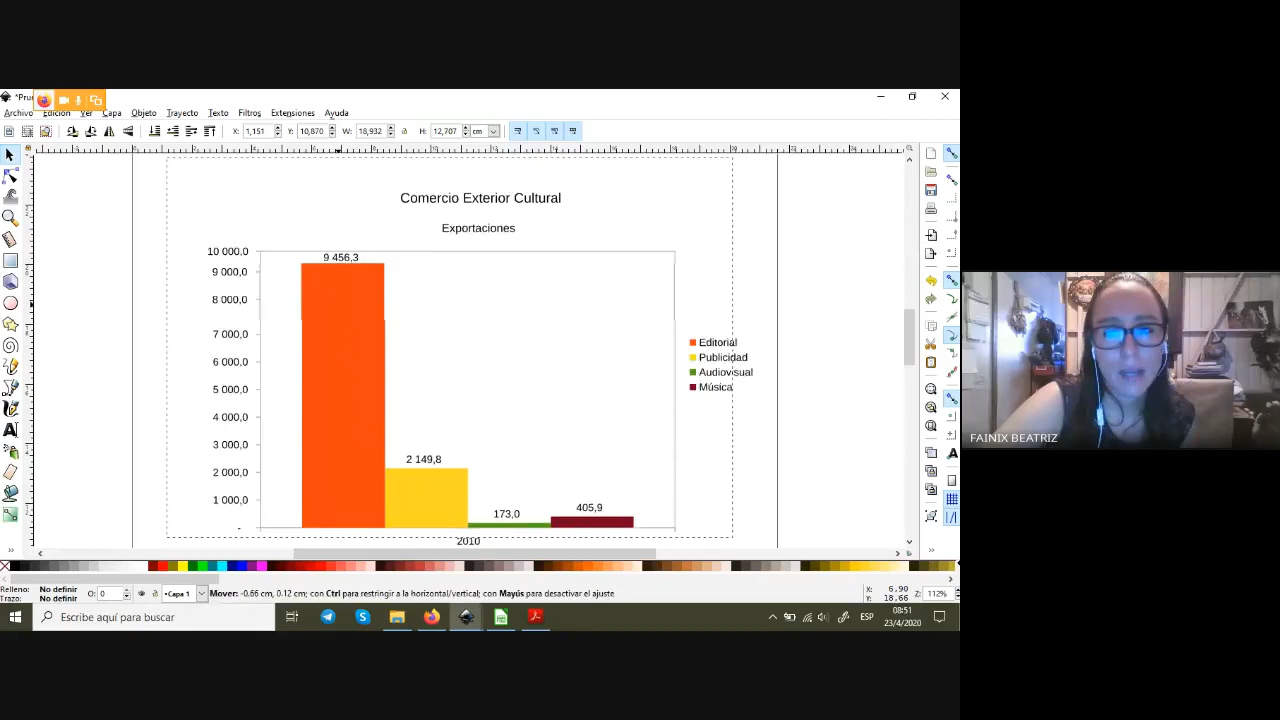 *Pru
Archivo Edición Ver Capa Objeto Trayecto Texto Filtros Extensiones Ayuda
X: 1,151 Y: 10,870 W: 18,932 H: 12,707 cm
Comercio Exterior Cultural
Exportaciones
10 000,0
9 456,3
9 000,0
8 000,0
7 000,0
Editorial
Publicidad
6 000,0
Audiovisual
5 000,0
Música
4 000,0
FAINIX BEATRIZ
3 000,0
2 149,8
2 000,0
1 000,0
173,0
405,9
-
2010
Relleno: No definir
Trazo: No definir
O: 0
•Capa 1
Mover: -0.66 cm, 0.12 cm; con Ctrl para restringir a la horizontal/vertical; con Mayús para desactivar el ajuste
X: 6,90
Y: 18,66
Z: 112%
Escribe aquí para buscar
ESP
08:51
23/4/2020